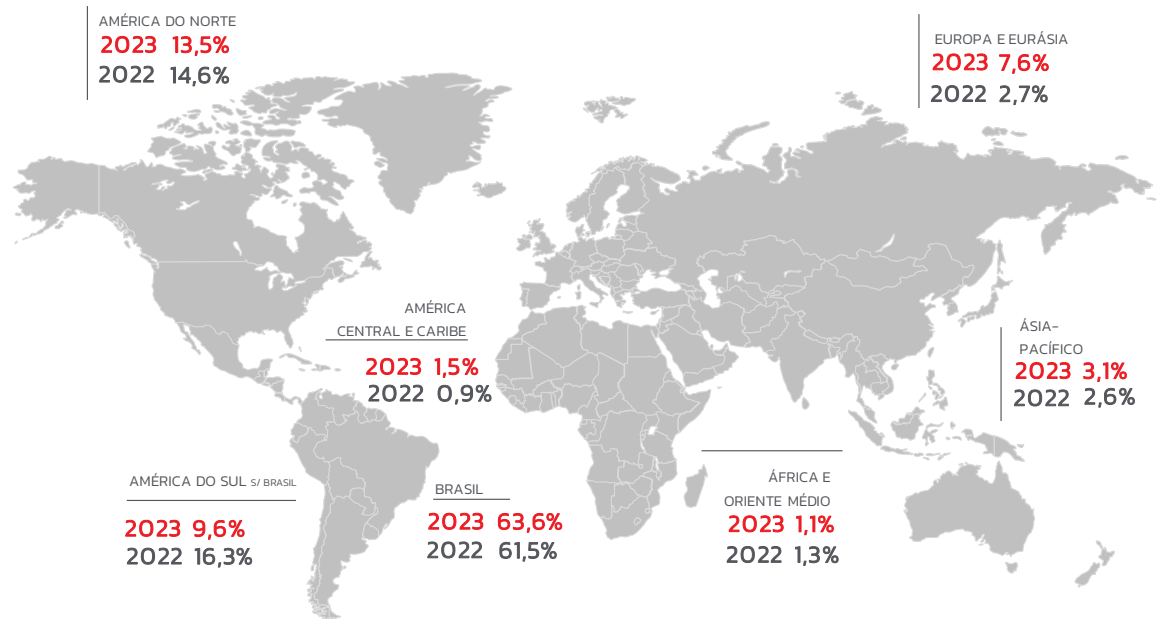 AMÉRICA DO NORTE
2023 13,5%
2022 14,6%
EUROPA E EURÁSIA
2023 7,6%
2022 2,7%
AMÉRICA
CENTRAL E CARIBE
2023 1,5%
2022 0,9%
ÁSIA-
PACÍFICO
2023 3,1%
2022 2,6%
AMÉRICA DO SUL S/ BRASIL
2023 9,6%
2022 16,3%
BRASIL
2023 63,6%
2022 61,5%
ÁFRICA E
ORIENTE MÉDIO
2023 1,1%
2022 1,3%